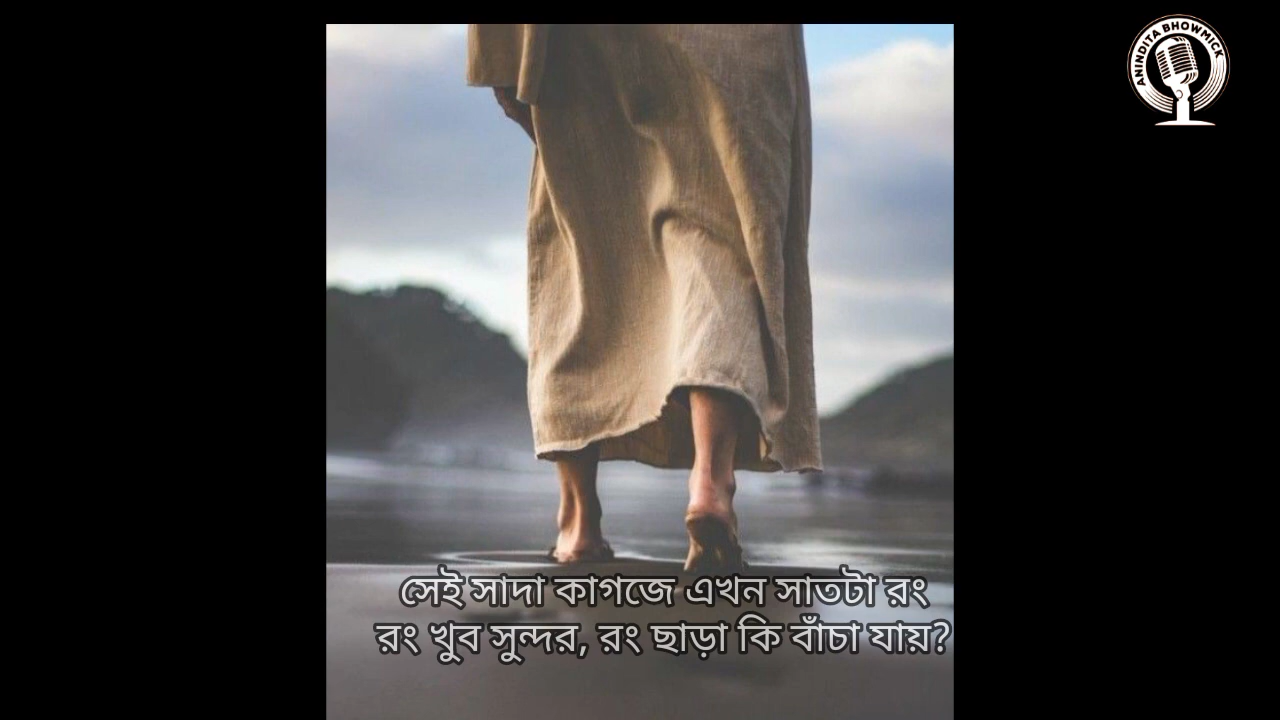 ANINDITA BHOWMICK
সেই সাদা কাগজে এখন সাতটা রং
রং খুব সুন্দর, রং ছাড়া কি বাঁচা যায়?